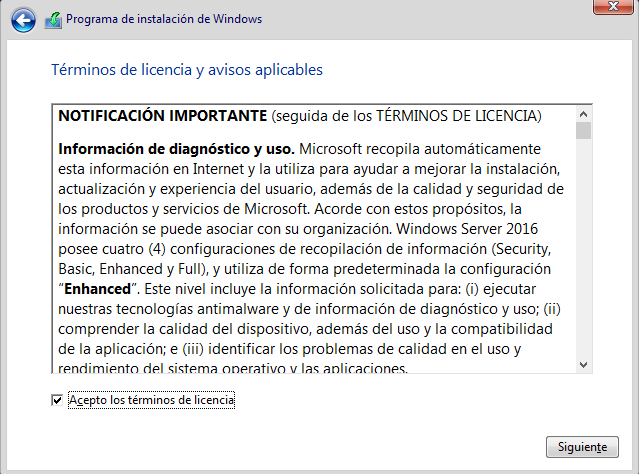 Programa de instalación de Windows
Términos de licencia y avisos aplicables
NOTIFICACIÓN IMPORTANTE (seguida de los TÉRMINOS DE LICENCIA)
Información de diagnóstico y uso. Microsoft recopila automáticamente
esta información en Internet y la utiliza para ayudar a mejorar la instalación,
actualización y experiencia del usuario, además de la calidad y seguridad de
los productos y servicios de Microsoft. Acorde con estos propósitos, la
información se puede asociar con su organización. Windows Server 2016
posee cuatro (4) configuraciones de recopilación de información (Security,
Basic, Enhanced y Full), y utiliza de forma predeterminada la configuración
“Enhanced”. Este nivel incluye la información solicitada para: (i) ejecutar
nuestras tecnologías antimalware y de información de diagnóstico y uso; (ii)
comprender la calidad del dispositivo, además del uso y la compatibilidad
de la aplicación; e (iii) identificar los problemas de calidad en el uso y
rendimiento del sistema operativo y las aplicaciones.
Acepto los términos de licencia
Siguiente